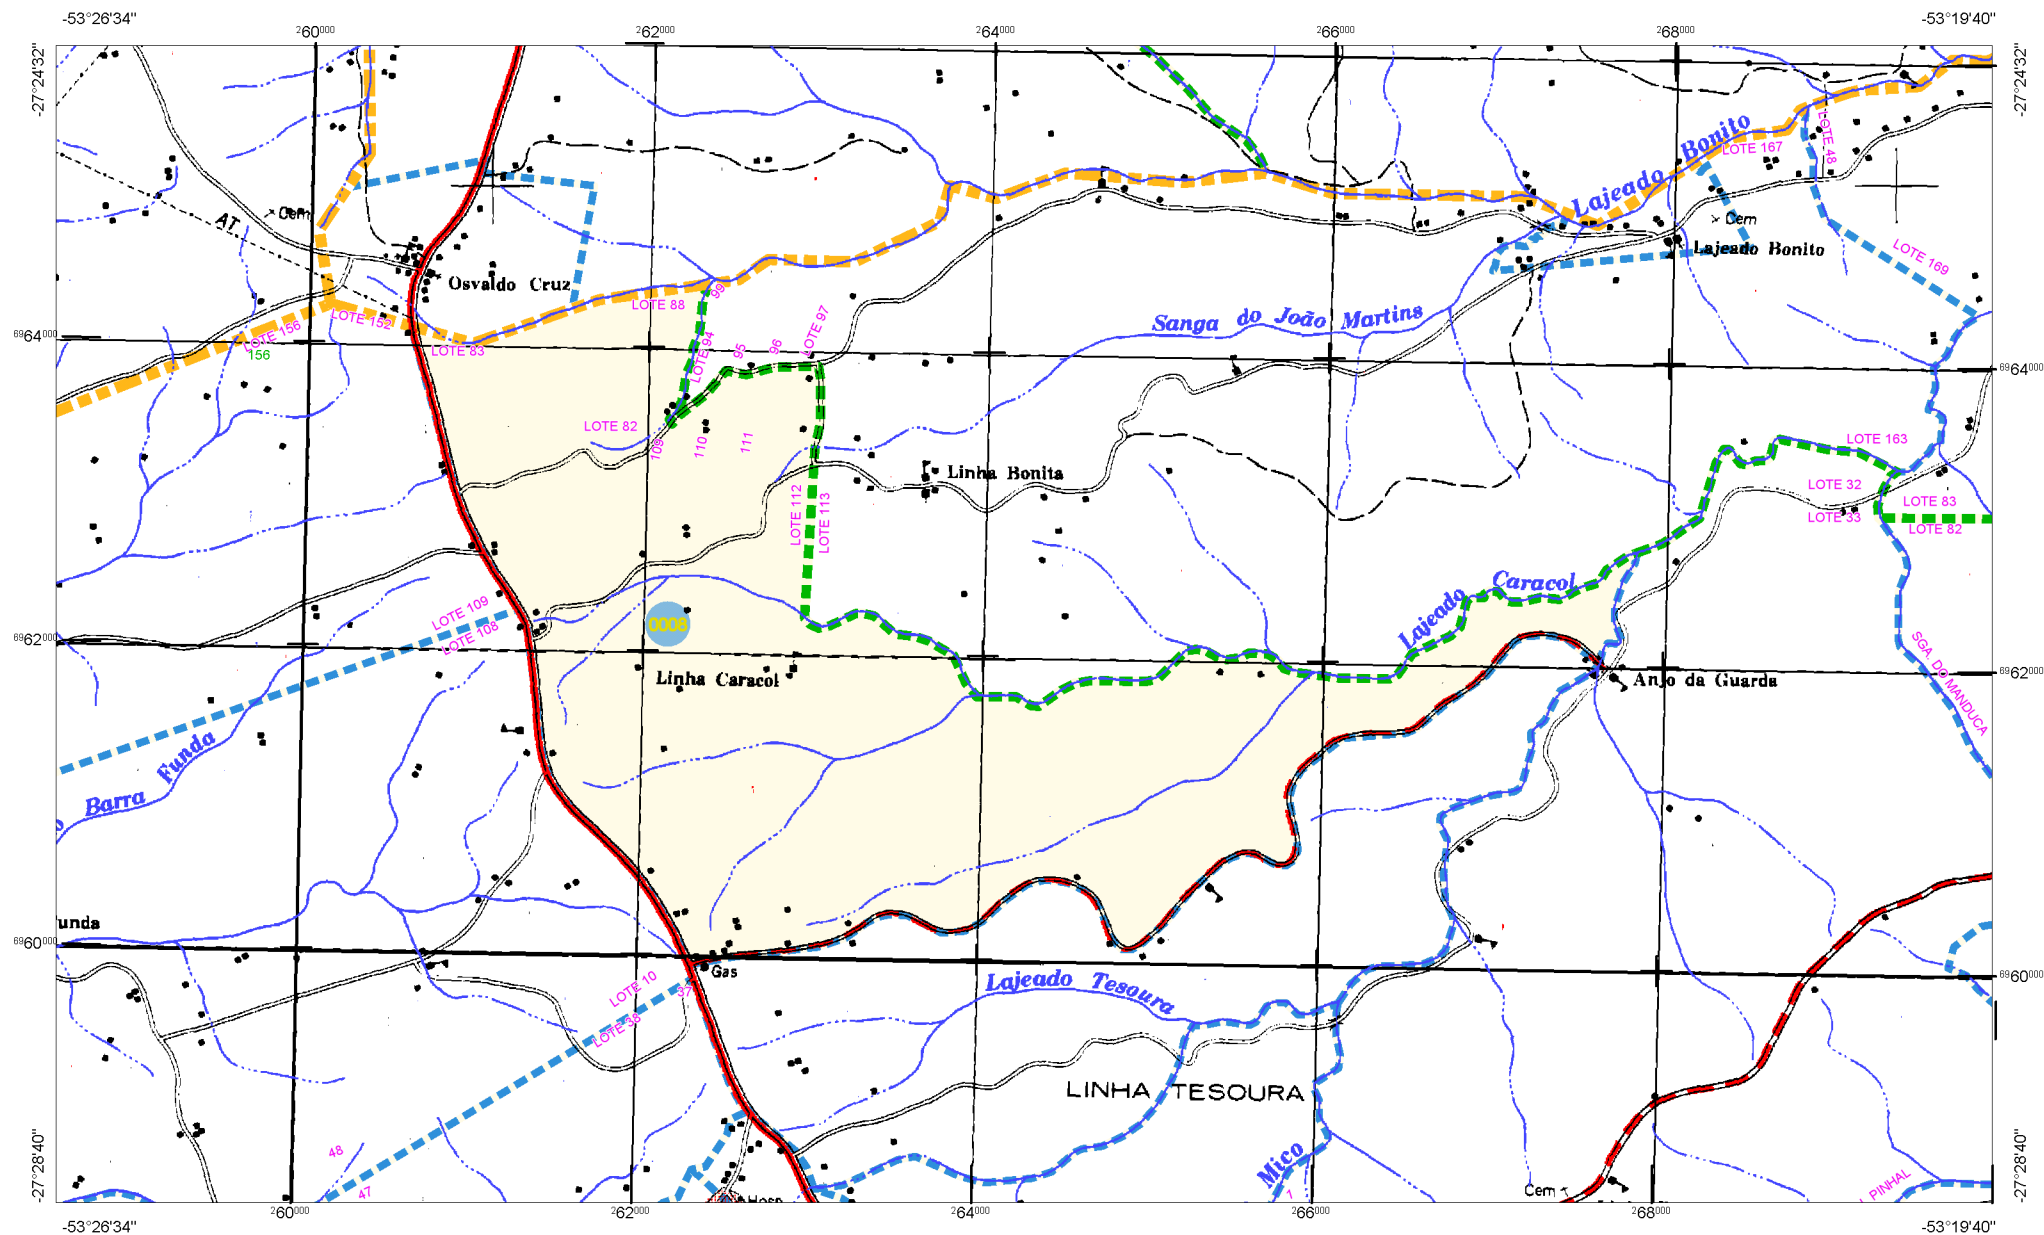 -53°26'34"
-53°19'40"
260000
262000
264000
266000
268000
-27°24'32"
-27°24'32"
Lajeado Bonito
LOTE 167
LOTE 48
Cem
AT
Cem
Lajeado Bonito
LOTE 169
Osvaldo Cruz
LOTE 88
99
LOTE 152
LOTE 156
156
LOTE 83
LOTE 94
95
96
LOTE 97
Sanga do João Martins
6964000
6964000
LOTE 82
109
110
111
LOTE 163
Linha Bonita
LOTE 32
LOTE 33
LOTE 83
LOTE 82
LOTE 112
LOTE 113
Lajeado Caracol
LOTE 109
LOTE 108
0008
6962000
6962000
Linha Caracol
Anjo da Guarda
SGA. DO MANDUCA
Funda
Barra
o
unda
6960000
6960000
Gas
LOTE 10
37
LOTE 38
Lajeado Tesoura
LINHA TESOURA
48
47
Mico
1
Cem
PINHAL
Hosp
-27°28'40"
-27°28'40"
260000
262000
264000
266000
268000
-53°26'34"
-53°19'40"